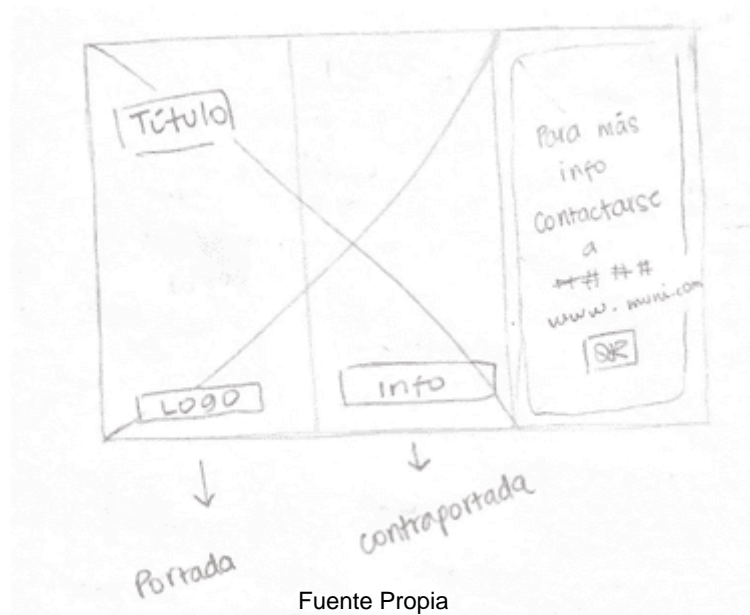 Título
Para más
info
contactarse
a
####
www.muni.com
QR
Logo
Info
Portada
contraportada
Fuente Propia